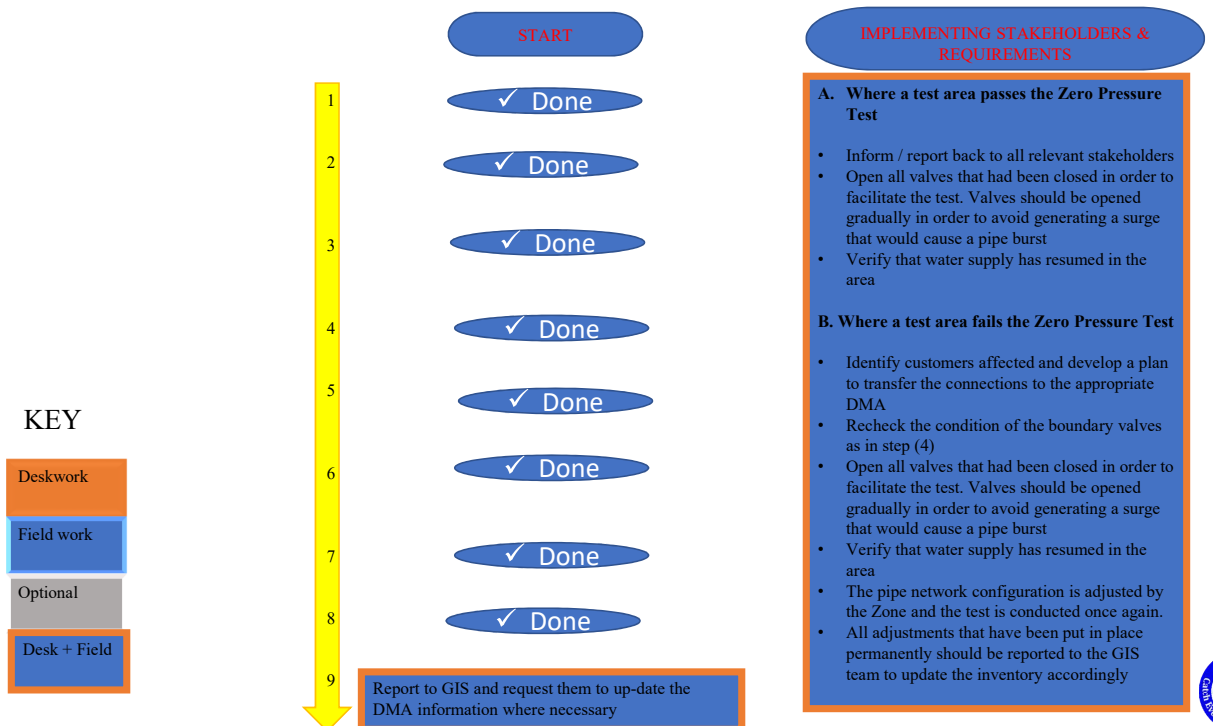 START
1
✓ Done
2
✓ Done
3
✓ Done
4
✓ Done
5
✓ Done
6
✓ Done
7
✓ Done
8
✓ Done
9
Report to GIS and request them to up-date the
DMA information where necessary
KEY
Deskwork
Field work
Optional
Desk + Field
IMPLEMENTING STAKEHOLDERS &
REQUIREMENTS
A. Where a test area passes the Zero Pressure
Test
• Inform / report back to all relevant stakeholders
• Open all valves that had been closed in order to
facilitate the test. Valves should be opened
gradually in order to avoid generating a surge
that would cause a pipe burst
• Verify that water supply has resumed in the
area
B. Where a test area fails the Zero Pressure Test
• Identify customers affected and develop a plan
to transfer the connections to the appropriate
DMA
• Recheck the condition of the boundary valves
as in step (4)
• Open all valves that had been closed in order to
facilitate the test. Valves should be opened
gradually in order to avoid generating a surge
that would cause a pipe burst
• Verify that water supply has resumed in the
area
• The pipe network configuration is adjusted by
the Zone and the test is conducted once again.
• All adjustments that have been put in place
permanently should be reported to the GIS
team to update the inventory accordingly
Catch